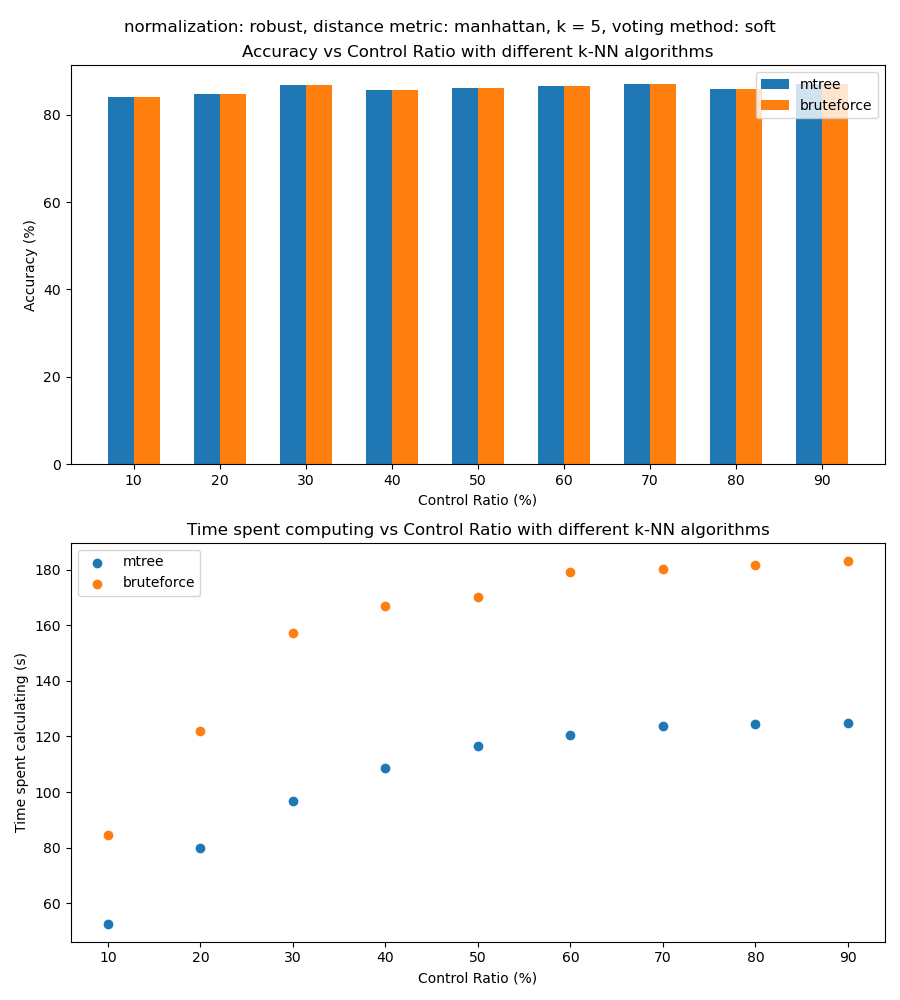 normalization: robust, distance metric: manhattan, k = 5, voting method: soft
Accuracy vs Control Ratio with different k-NN algorithms
mtree
bruteforce
Accuracy (%)
80
60
40
20
0
10 20 30 40 50 60 70 80 90
Control Ratio (%)
Time spent computing vs Control Ratio with different k-NN algorithms
mtree
bruteforce
Time spent calculating (s)
180
160
140
120
100
80
60
10 20 30 40 50 60 70 80 90
Control Ratio (%)